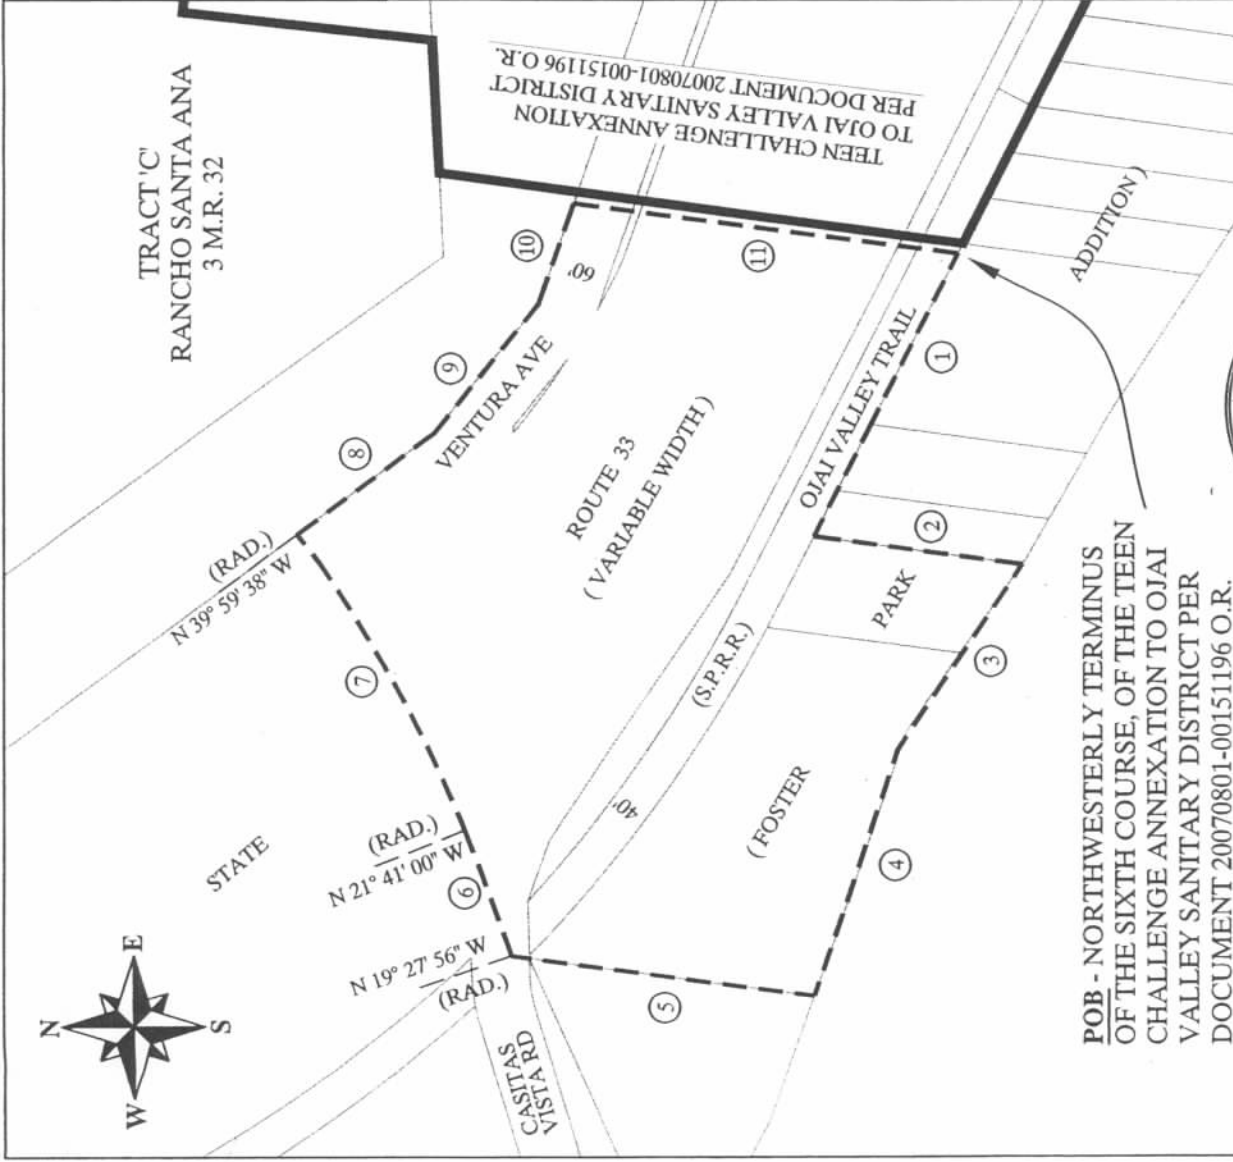 TRACT 'C'
RANCHO SANTA ANA
3 M.R. 32
TEEN CHALLENGE ANNEXATION
TO OJAI VALLEY SANITARY DISTRICT
PER DOCUMENT 20070801-00151196 O.R.
N
W
E
S
STATE
(RAD.)
N 39° 59' 38" W
(RAD.)
N 21° 41' 00" W
N 19° 27' 56" W
(RAD.)
CASITAS
VISTA RD
VENTURA AVE
60'
ROUTE 33
( VARIABLE WIDTH )
OJAI VALLEY TRAIL
(S.P.R.R.)
40'
( FOSTER
PARK
ADDITION )
1
2
3
4
5
6
7
8
9
10
11
POB - NORTHWESTERLY TERMINUS
OF THE SIXTH COURSE, OF THE TEEN
CHALLENGE ANNEXATION TO OJAI
VALLEY SANITARY DISTRICT PER
DOCUMENT 20070801-00151196 O.R.